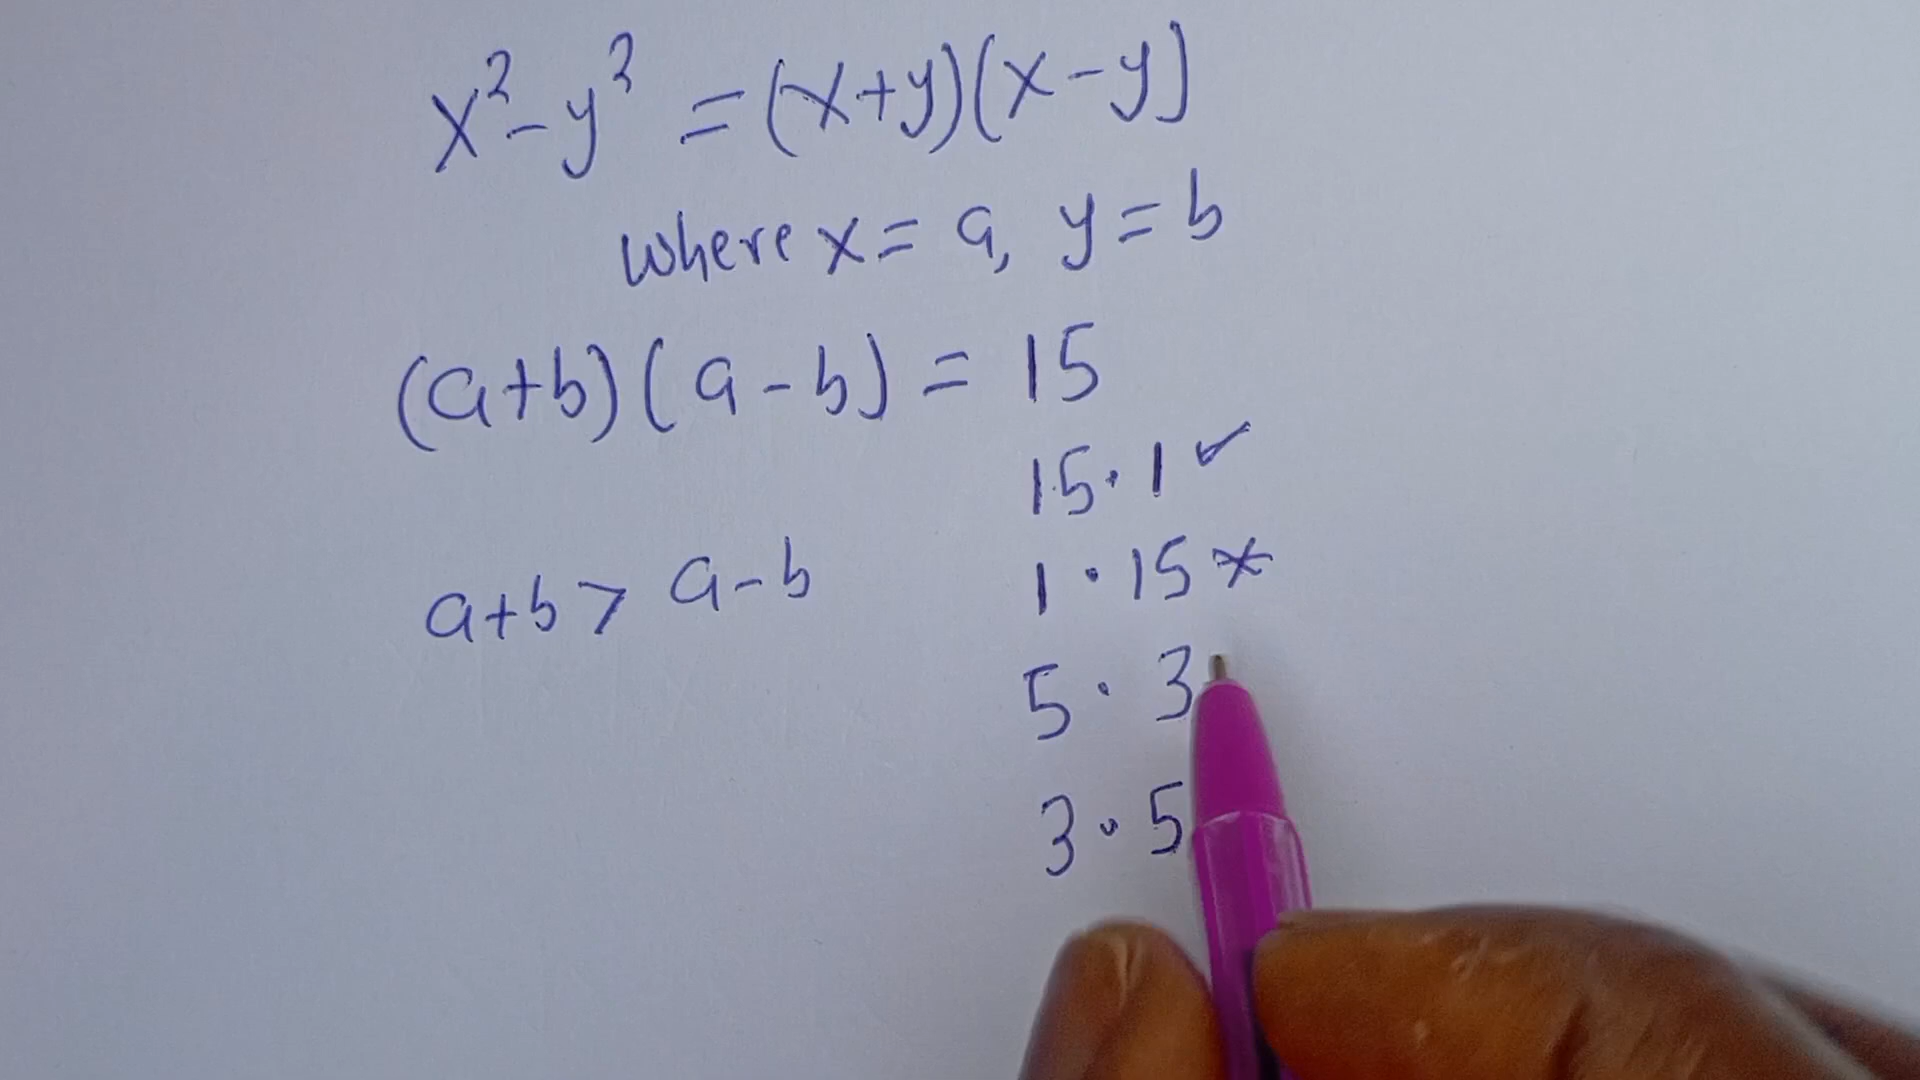 x² - y² = (x+y)(x-y)
where x = a, y = b
(a+b)(a-b) = 15
15·1 ✓
a+b > a-b
1·15 ×
5·3
3·5